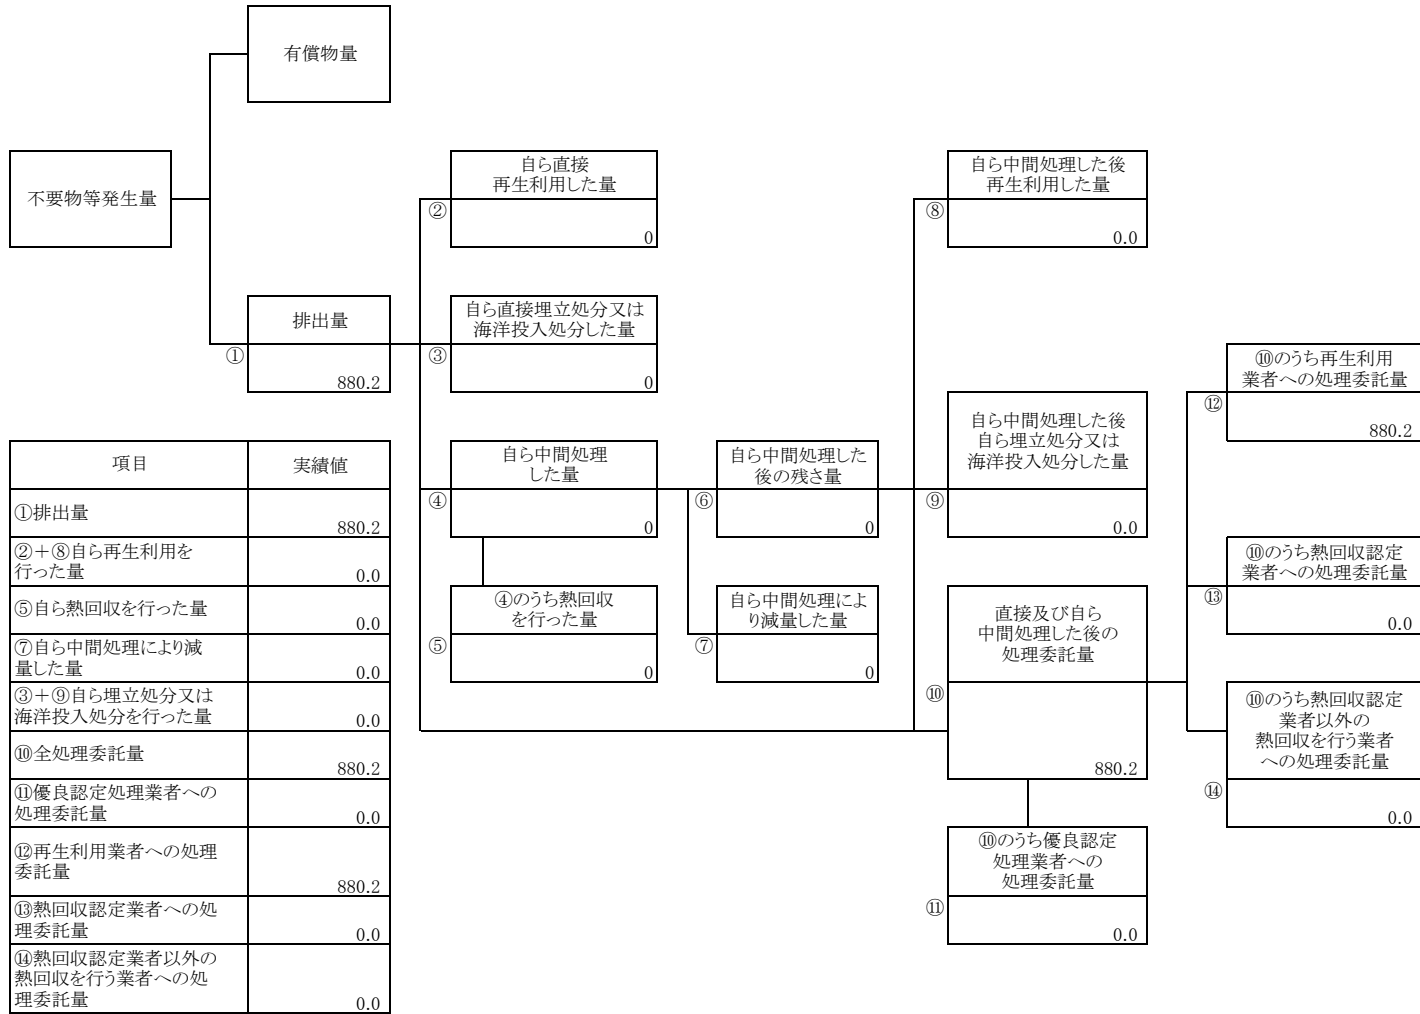 有償物量
不要物等発生量
排出量
①
880.2
自ら直接
再生利用した量
②
0
自ら直接埋立処分又は
海洋投入処分した量
③
0
自ら中間処理
した量
④
0
④のうち熱回収
を行った量
⑤
0
自ら中間処理した
後の残さ量
⑥
0
自ら中間処理によ
り減量した量
⑦
0
自ら中間処理した後
再生利用した量
⑧
0.0
自ら中間処理した後
自ら埋立処分又は
海洋投入処分した量
⑨
0.0
直接及び自ら
中間処理した後の
処理委託量
⑩
880.2
⑩のうち優良認定
処理業者への
処理委託量
⑪
0.0
⑩のうち再生利用
業者への処理委託量
⑫
880.2
⑩のうち熱回収認定
業者への処理委託量
⑬
0.0
⑩のうち熱回収認定
業者以外の
熱回収を行う業者
への処理委託量
⑭
0.0
項目 実績値
①排出量
880.2
②+⑧自ら再生利用を
行った量 0.0
⑤自ら熱回収を行った量
0.0
⑦自ら中間処理により減
量した量 0.0
③+⑨自ら埋立処分又は
海洋投入処分を行った量 0.0
⑩全処理委託量
880.2
⑪優良認定処理業者への
処理委託量 0.0
⑫再生利用業者への処理
委託量
880.2
⑬熱回収認定業者への処
理委託量 0.0
⑭熱回収認定業者以外の
熱回収を行う業者への処
理委託量 0.0